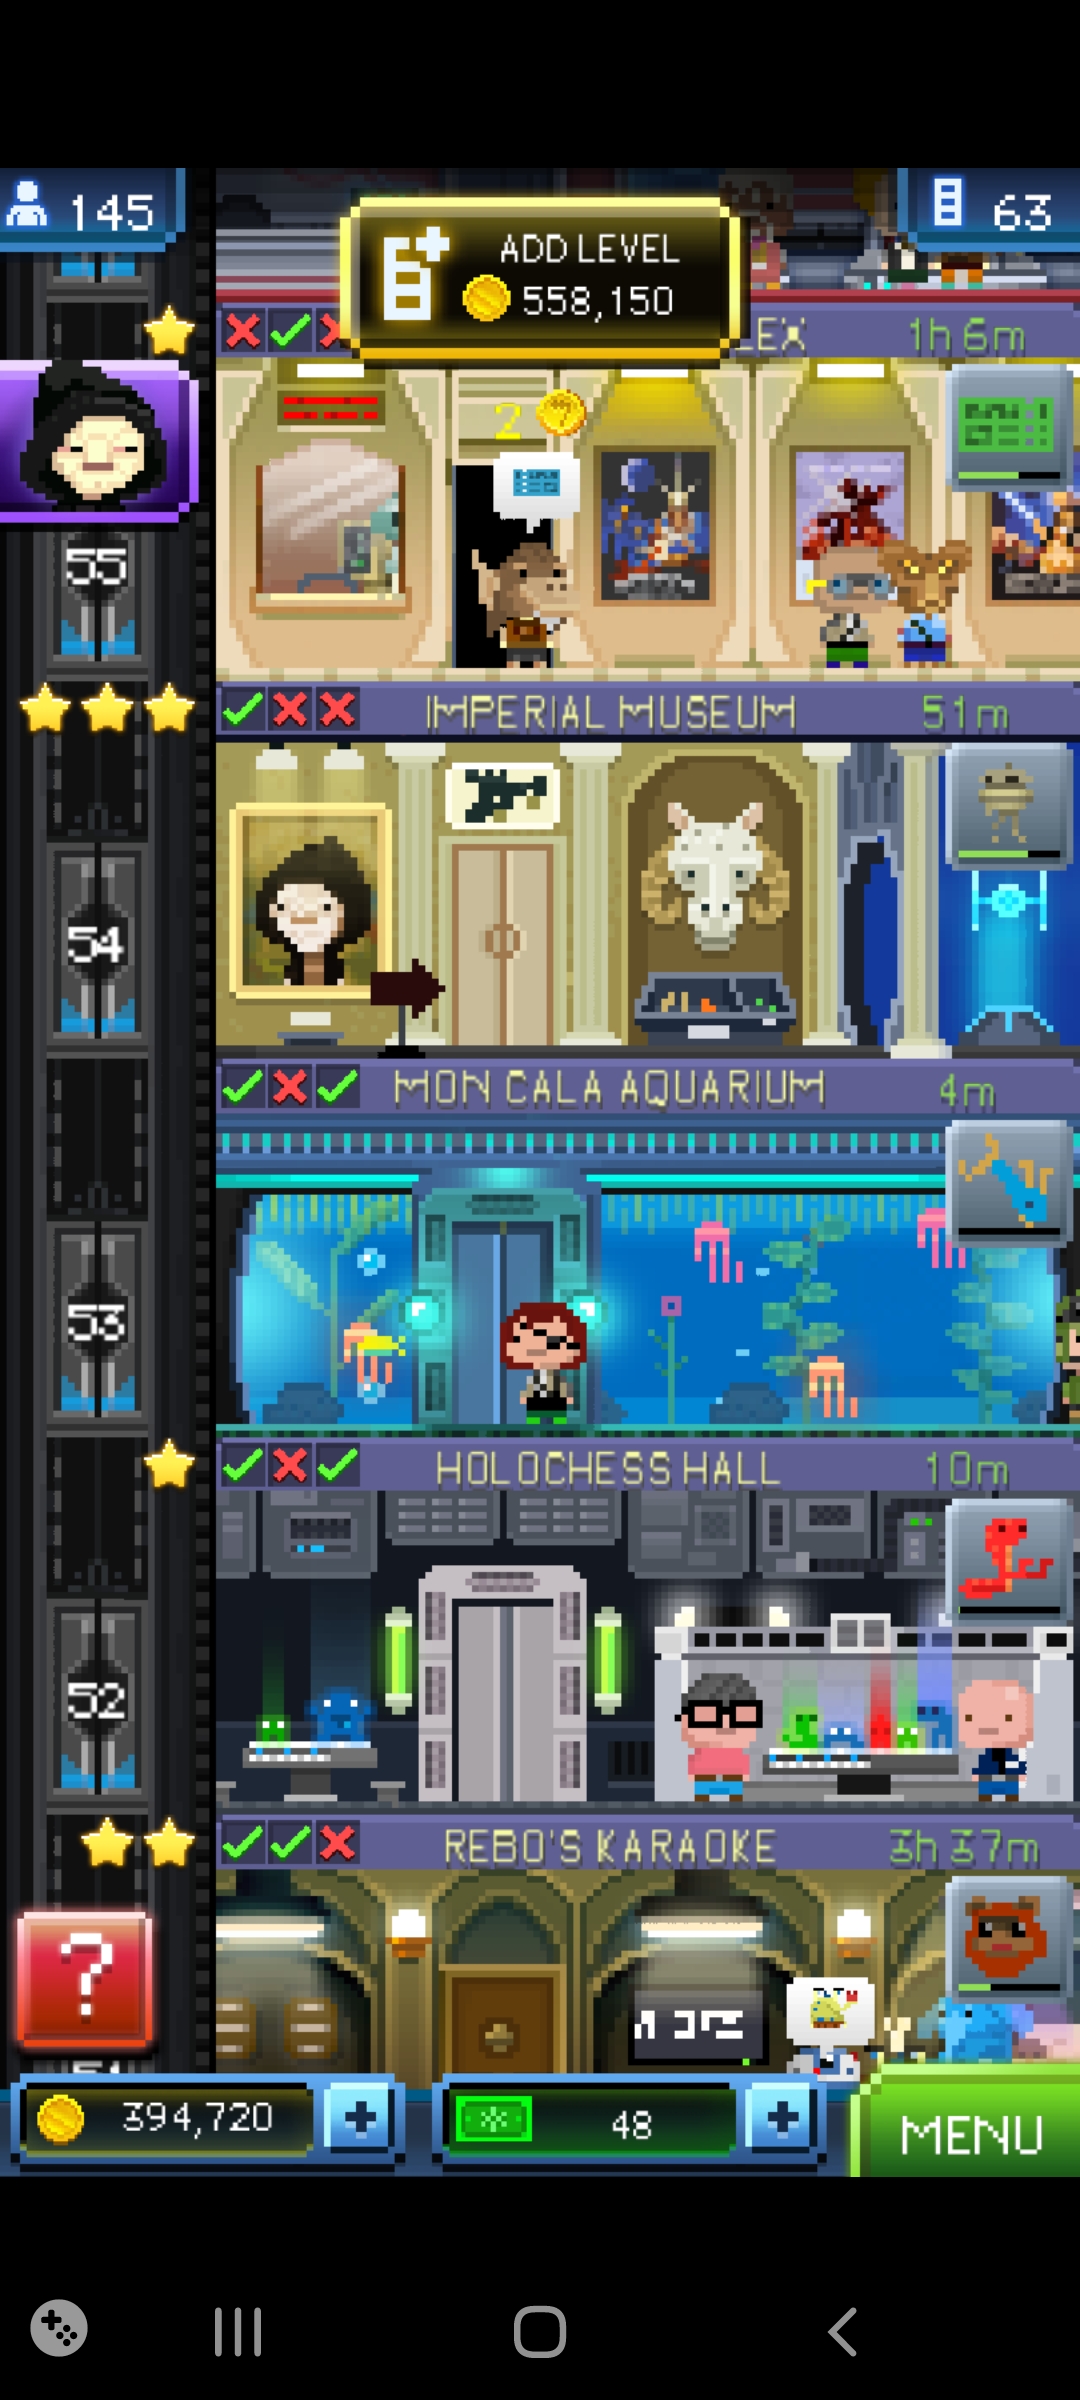 145
ADD LEVEL
558,150
63
1h 6m
2
55
IMPERIAL MUSEUM 51m
54
MON CALA AQUARIUM 4m
53
HOLOCHESS HALL 10m
52
REBO'S KARAOKE 3h 37m
?
394,720 + 48 + MENU